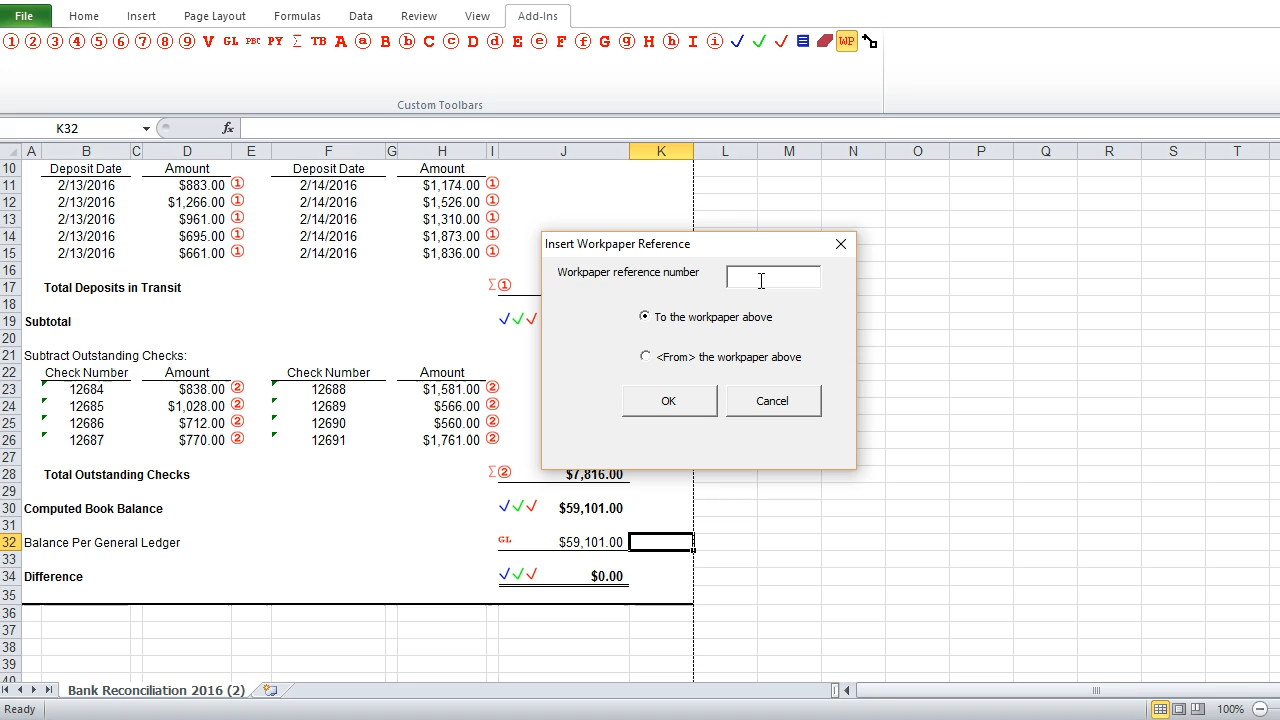 File Home Insert Page Layout Formulas Data Review View Add-Ins
① ② ③ ④ ⑤ ⑥ ⑦ ⑧ ⑨ V GL PBC PY Σ TB A ⓐ B ⓑ C ⓒ D ⓓ E ⓔ F ⓕ G ⓖ H ⓗ I ⓘ ✓ ✓ ✓ WP
Custom Toolbars
K32 fx
A B C D E F G H I J K L M N O P Q R S T
10 Deposit Date Amount Deposit Date Amount
11 2/13/2016 $883.00 ① 2/14/2016 $1,174.00 ①
12 2/13/2016 $1,266.00 ① 2/14/2016 $1,526.00 ①
13 2/13/2016 $961.00 ① 2/14/2016 $1,310.00 ①
14 2/13/2016 $695.00 ① 2/14/2016 $1,873.00 ①
15 2/13/2016 $661.00 ① 2/14/2016 $1,836.00 ①
16
17 Total Deposits in Transit Σ①
18
19 Subtotal ✓✓✓
20
21 Subtract Outstanding Checks:
22 Check Number Amount Check Number Amount
23 12684 $838.00 ② 12688 $1,581.00 ②
24 12685 $1,028.00 ② 12689 $566.00 ②
25 12686 $712.00 ② 12690 $560.00 ②
26 12687 $770.00 ② 12691 $1,761.00 ②
27
28 Total Outstanding Checks Σ② $7,816.00
29
30 Computed Book Balance ✓✓✓ $59,101.00
31
32 Balance Per General Ledger GL $59,101.00
33
34 Difference ✓✓✓ $0.00
35
36
37
38
39
40
Insert Workpaper Reference
Workpaper reference number
To the workpaper above
<From> the workpaper above
OK Cancel
Bank Reconciliation 2016 (2)
Ready 100%